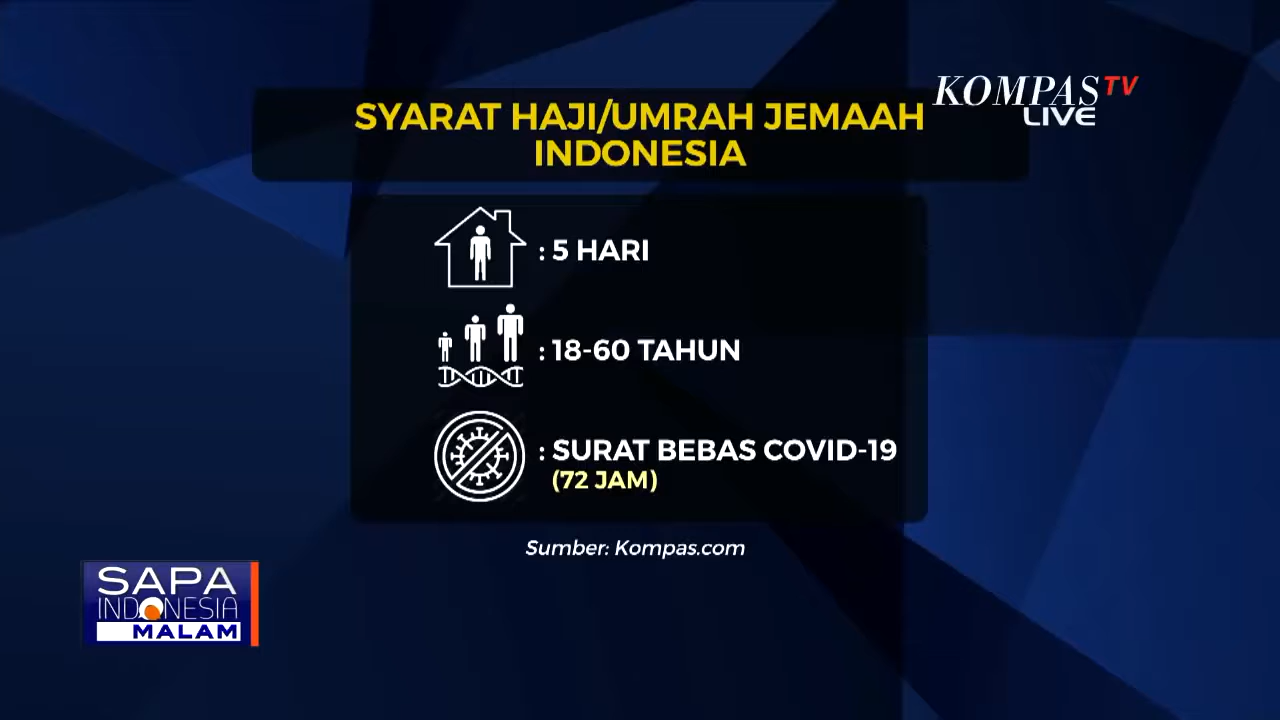 KOMPAS TV
LIVE
SYARAT HAJI/UMRAH JEMAAH
INDONESIA
: 5 HARI
: 18-60 TAHUN
: SURAT BEBAS COVID-19
(72 JAM)
Sumber: Kompas.com
SAPA
INDONESIA
MALAM